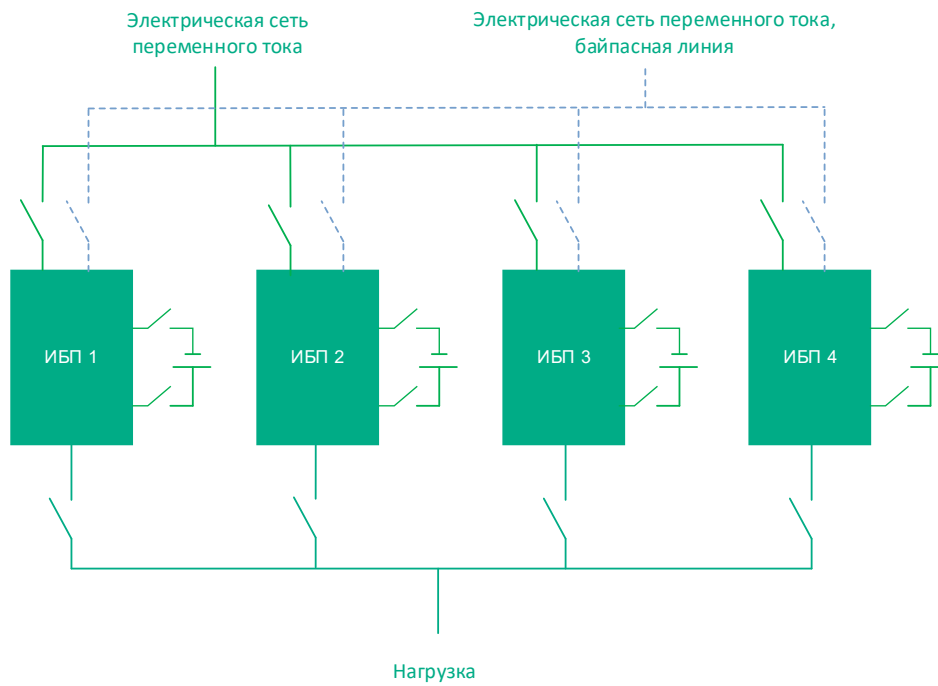 Электрическая сеть
переменного тока
Электрическая сеть переменного тока,
байпасная линия
ИБП 1
ИБП 2
ИБП 3
ИБП 4
Нагрузка